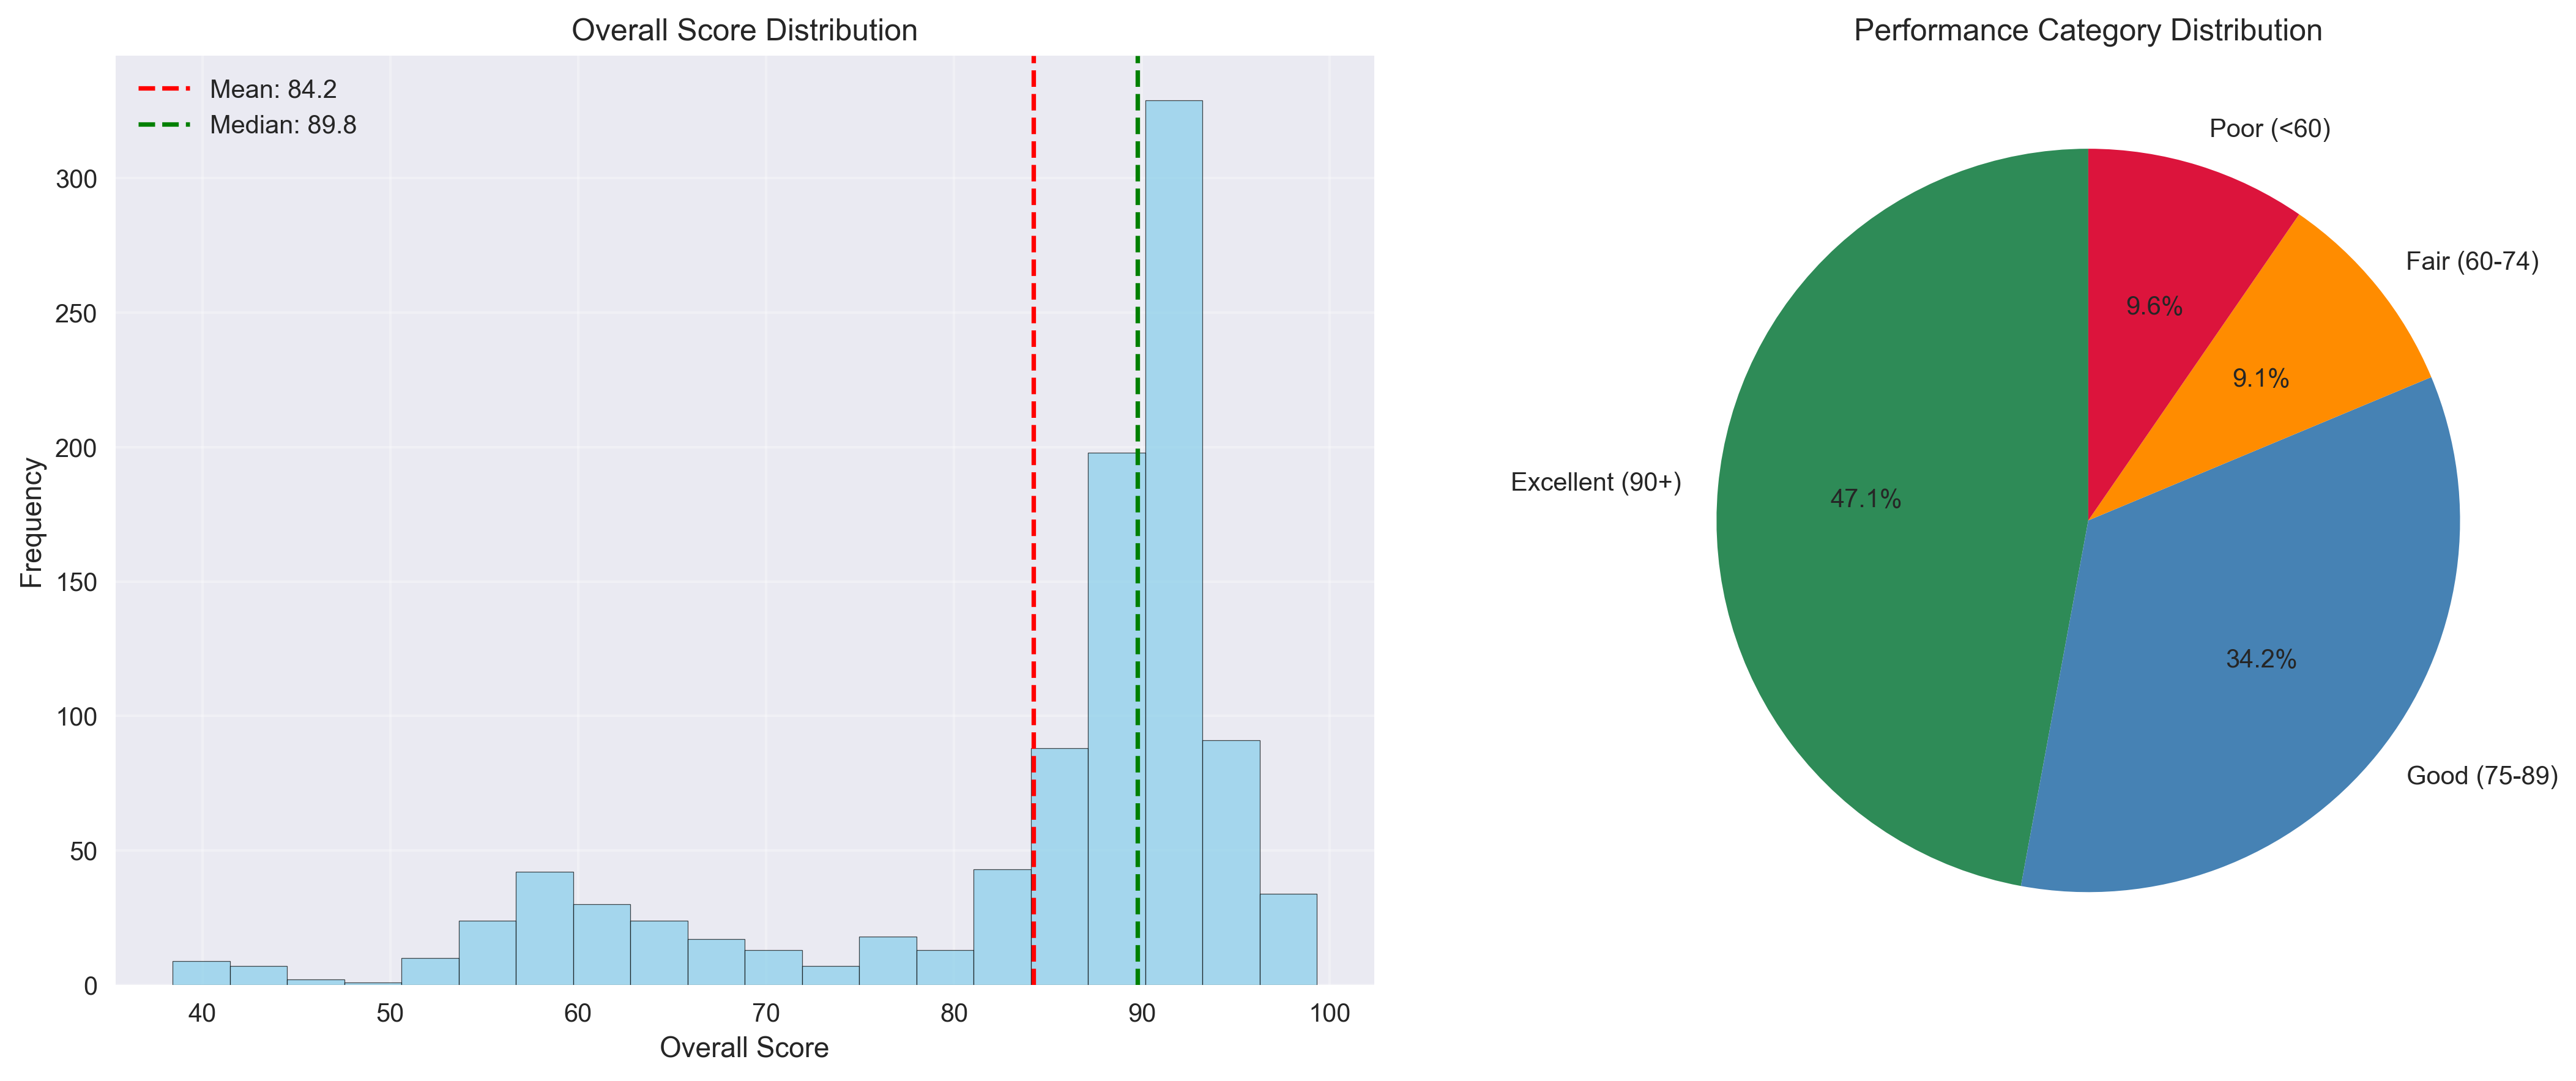 Overall Score Distribution
Mean: 84.2
Median: 89.8
Frequency
300
250
200
150
100
50
0
40 50 60 70 80 90 100
Overall Score
Performance Category Distribution
Poor (<60)
Fair (60-74)
9.6%
9.1%
Excellent (90+)
47.1%
34.2%
Good (75-89)